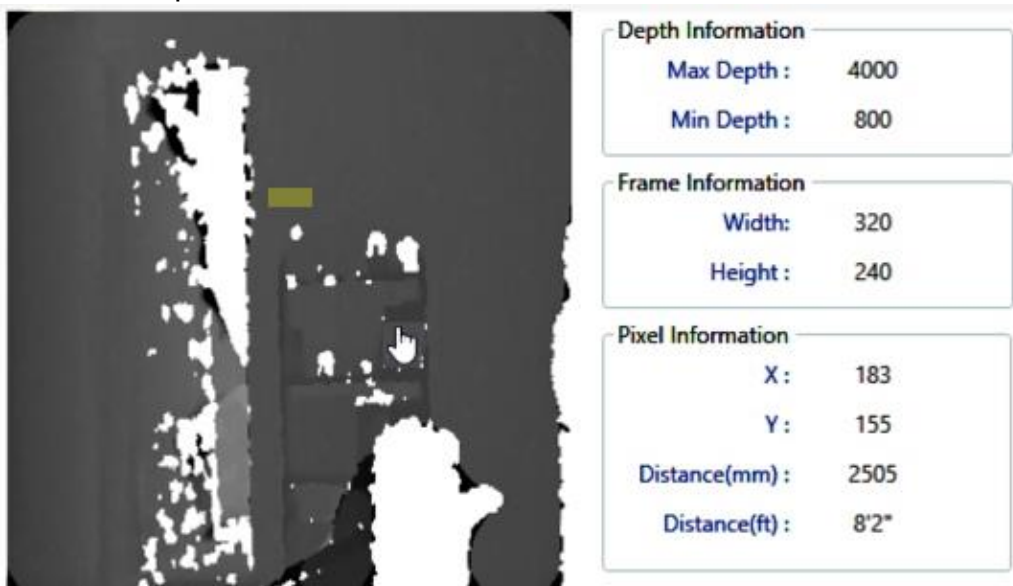 Depth Information
Max Depth : 4000
Min Depth : 800
Frame Information
Width: 320
Height : 240
Pixel Information
X : 183
Y : 155
Distance(mm) : 2505
Distance(ft) : 8'2"